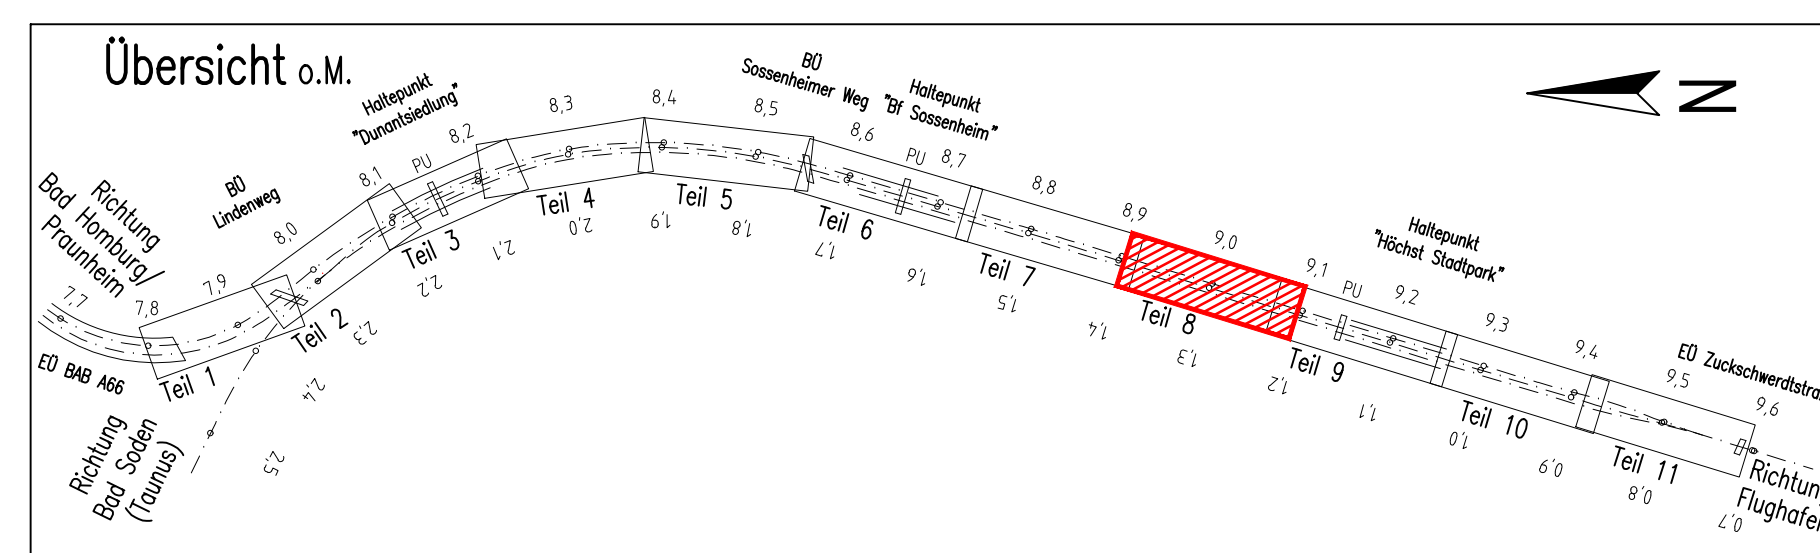 Übersicht o.M.
N
Richtung
Bad Homburg/
Praunheim
BÜ
Lindenweg
Haltepunkt
"Dunantsiedlung"
BÜ
Sossenheimer Weg
Haltepunkt
"Bf Sossenheim"
Haltepunkt
"Höchst Stadtpark"
7,7
7,8
7,9
8,0
8,1
PU
8,2
8,3
8,4
8,5
8,6
PU
8,7
8,8
8,9
9,0
9,1
PU
9,2
9,3
9,4
9,5
9,6
EÜ BAB A66
Teil 1
Teil 2
Teil 3
Teil 4
Teil 5
Teil 6
Teil 7
Teil 8
Teil 9
Teil 10
Teil 11
2,5
2,4
2,3
2,2
2,1
2,0
1,9
1,8
1,7
1,6
1,5
1,4
1,3
1,2
1,1
1,0
0,9
0,8
0,7
Richtung
Bad Soden
(Taunus)
EÜ Zuckschwerdtstra
Richtun
Flughafe